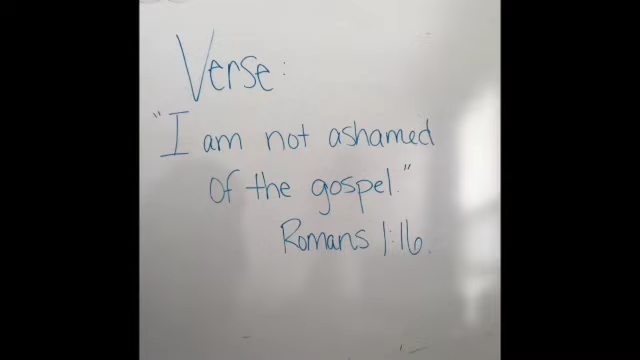 Verse:
"I am not ashamed
of the gospel."
Romans 1:16.